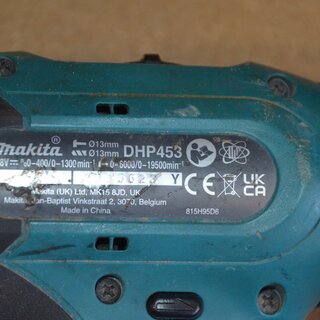 makita
Ø13mm
Ø13mm
DHP453
8V 0-400/0-1300min⁻¹ 0-6000/0-19500min⁻¹
Y
CE UK
CA
Makita (UK) Ltd, MK15 8JD, UK
Jan-Baptist Vinkstraat 2, 3070, Belgium
Made in China
815H95D6